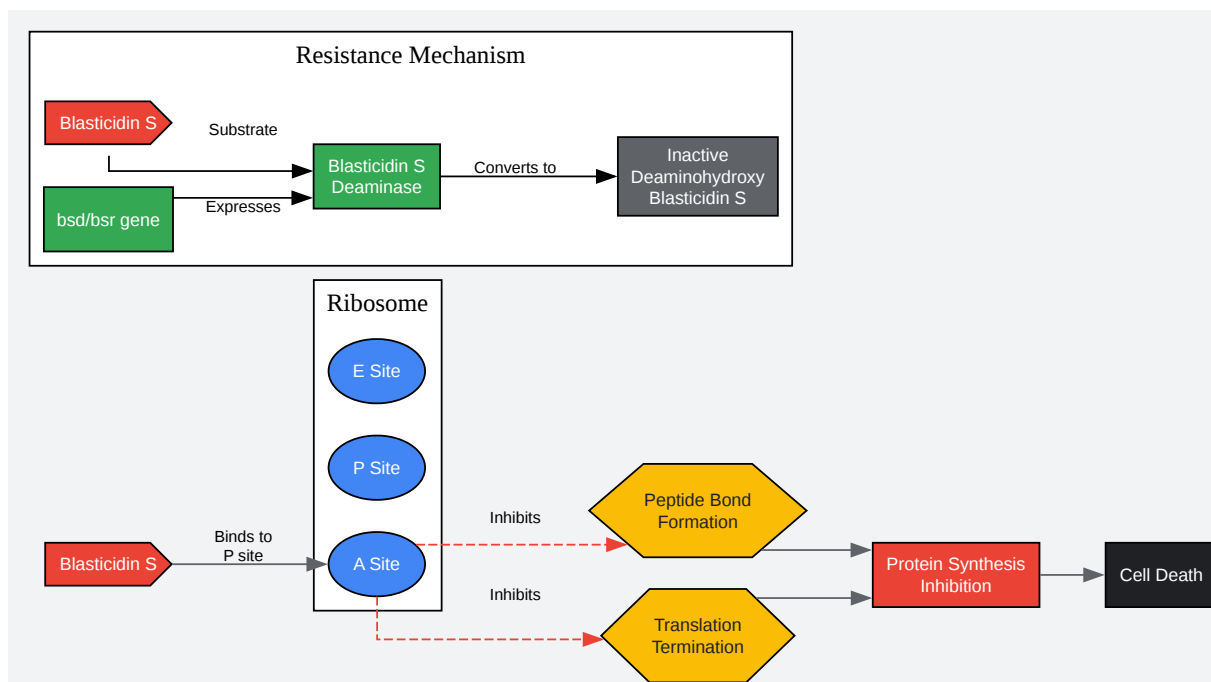 Resistance Mechanism
Blasticidin S
Substrate
Blasticidin S
Deaminase
Converts to
Inactive
Deaminohydroxy
Blasticidin S
bsd/bsr gene
Expresses
Ribosome
E Site
P Site
A Site
Blasticidin S
Binds to
P site
Inhibits
Peptide Bond
Formation
Inhibits
Translation
Termination
Protein Synthesis
Inhibition
Cell Death